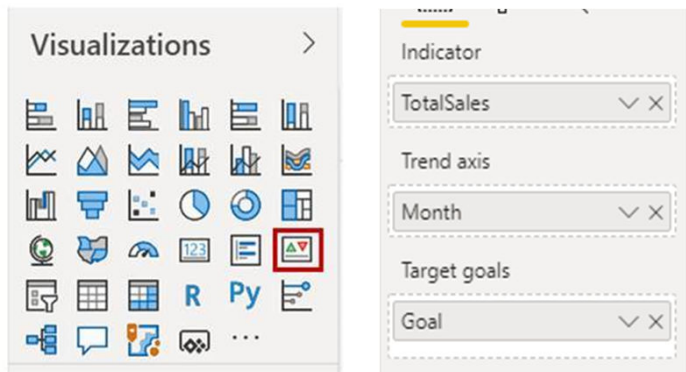 Visualizations
123
R
Py
Indicator
TotalSales
Trend axis
Month
Target goals
Goal